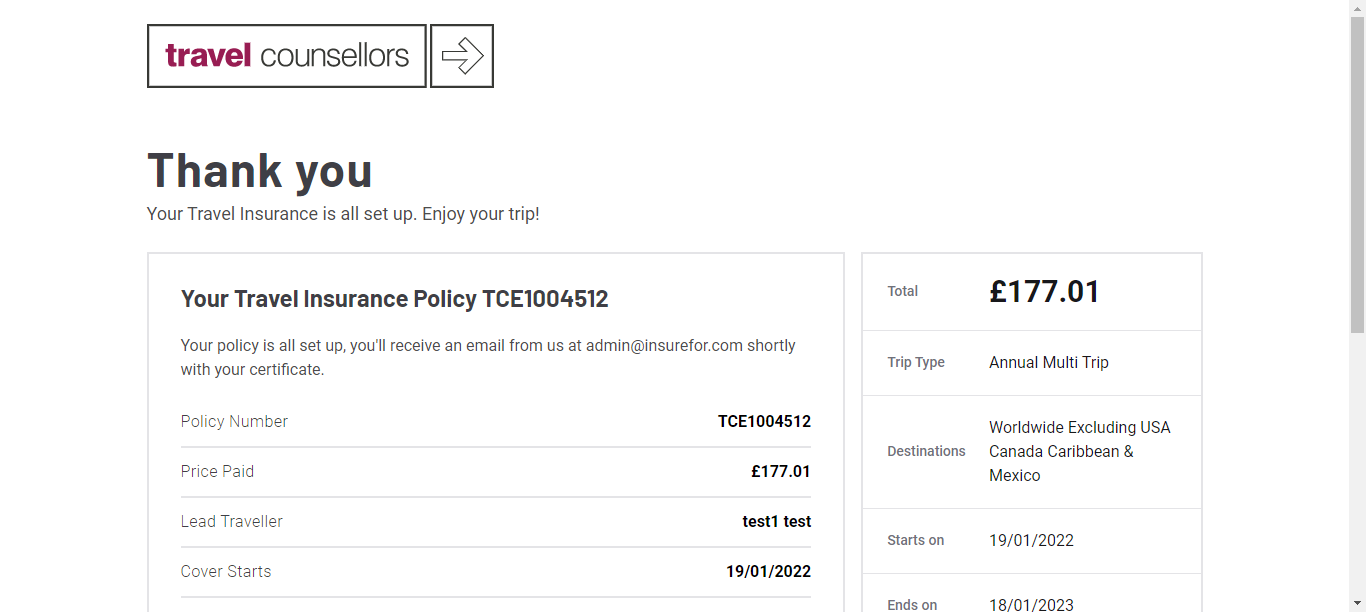 travel counsellors
Thank you
Your Travel Insurance is all set up. Enjoy your trip!
Your Travel Insurance Policy TCE1004512
Your policy is all set up, you'll receive an email from us at admin@insurefor.com shortly
with your certificate.
Policy Number TCE1004512
Price Paid £177.01
Lead Traveller test1 test
Cover Starts 19/01/2022
Total £177.01
Trip Type Annual Multi Trip
Destinations
Worldwide Excluding USA
Canada Caribbean &
Mexico
Starts on 19/01/2022
Ends on 18/01/2023